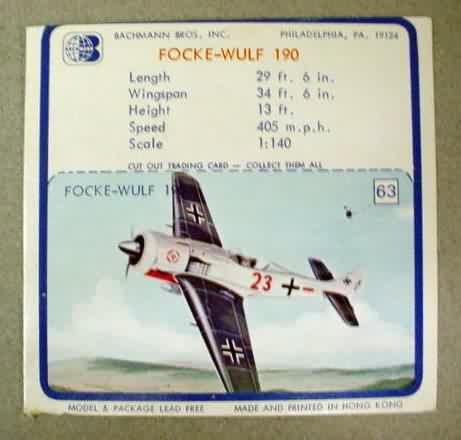 BACHMANN BROS., INC. PHILADELPHIA, PA. 19124
FOCKE-WULF 190
Length 29 ft. 6 in.
Wingspan 34 ft. 6 in.
Height 13 ft.
Speed 405 m.p.h.
Scale 1:140
CUT OUT TRADING CARD — COLLECT THEM ALL
FOCKE-WULF 19
63
23
MODEL & PACKAGE LEAD FREE MADE AND PRINTED IN HONG KONG